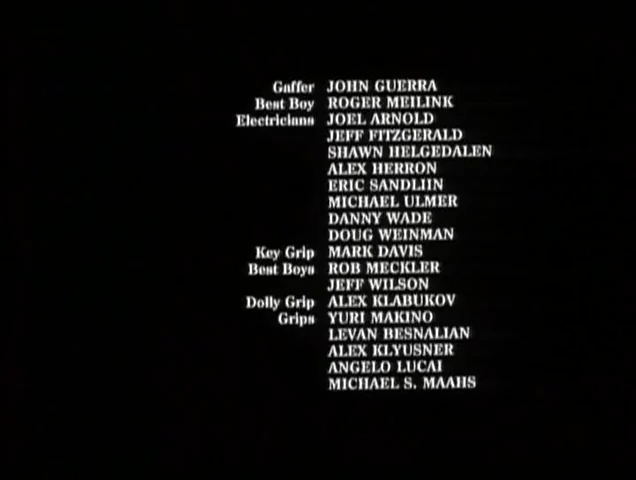 Gaffer JOHN GUERRA
Best Boy ROGER MEILINK
Electricians JOEL ARNOLD
JEFF FITZGERALD
SHAWN HELGEDALEN
ALEX HERRON
ERIC SANDLIIN
MICHAEL ULMER
DANNY WADE
DOUG WEINMAN
Key Grip MARK DAVIS
Best Boys ROB MECKLER
JEFF WILSON
Dolly Grip ALEX KLABUKOV
Grips YURI MAKINO
LEVAN BESNALIAN
ALEX KLYUSNER
ANGELO LUCAI
MICHAEL S. MAAHS